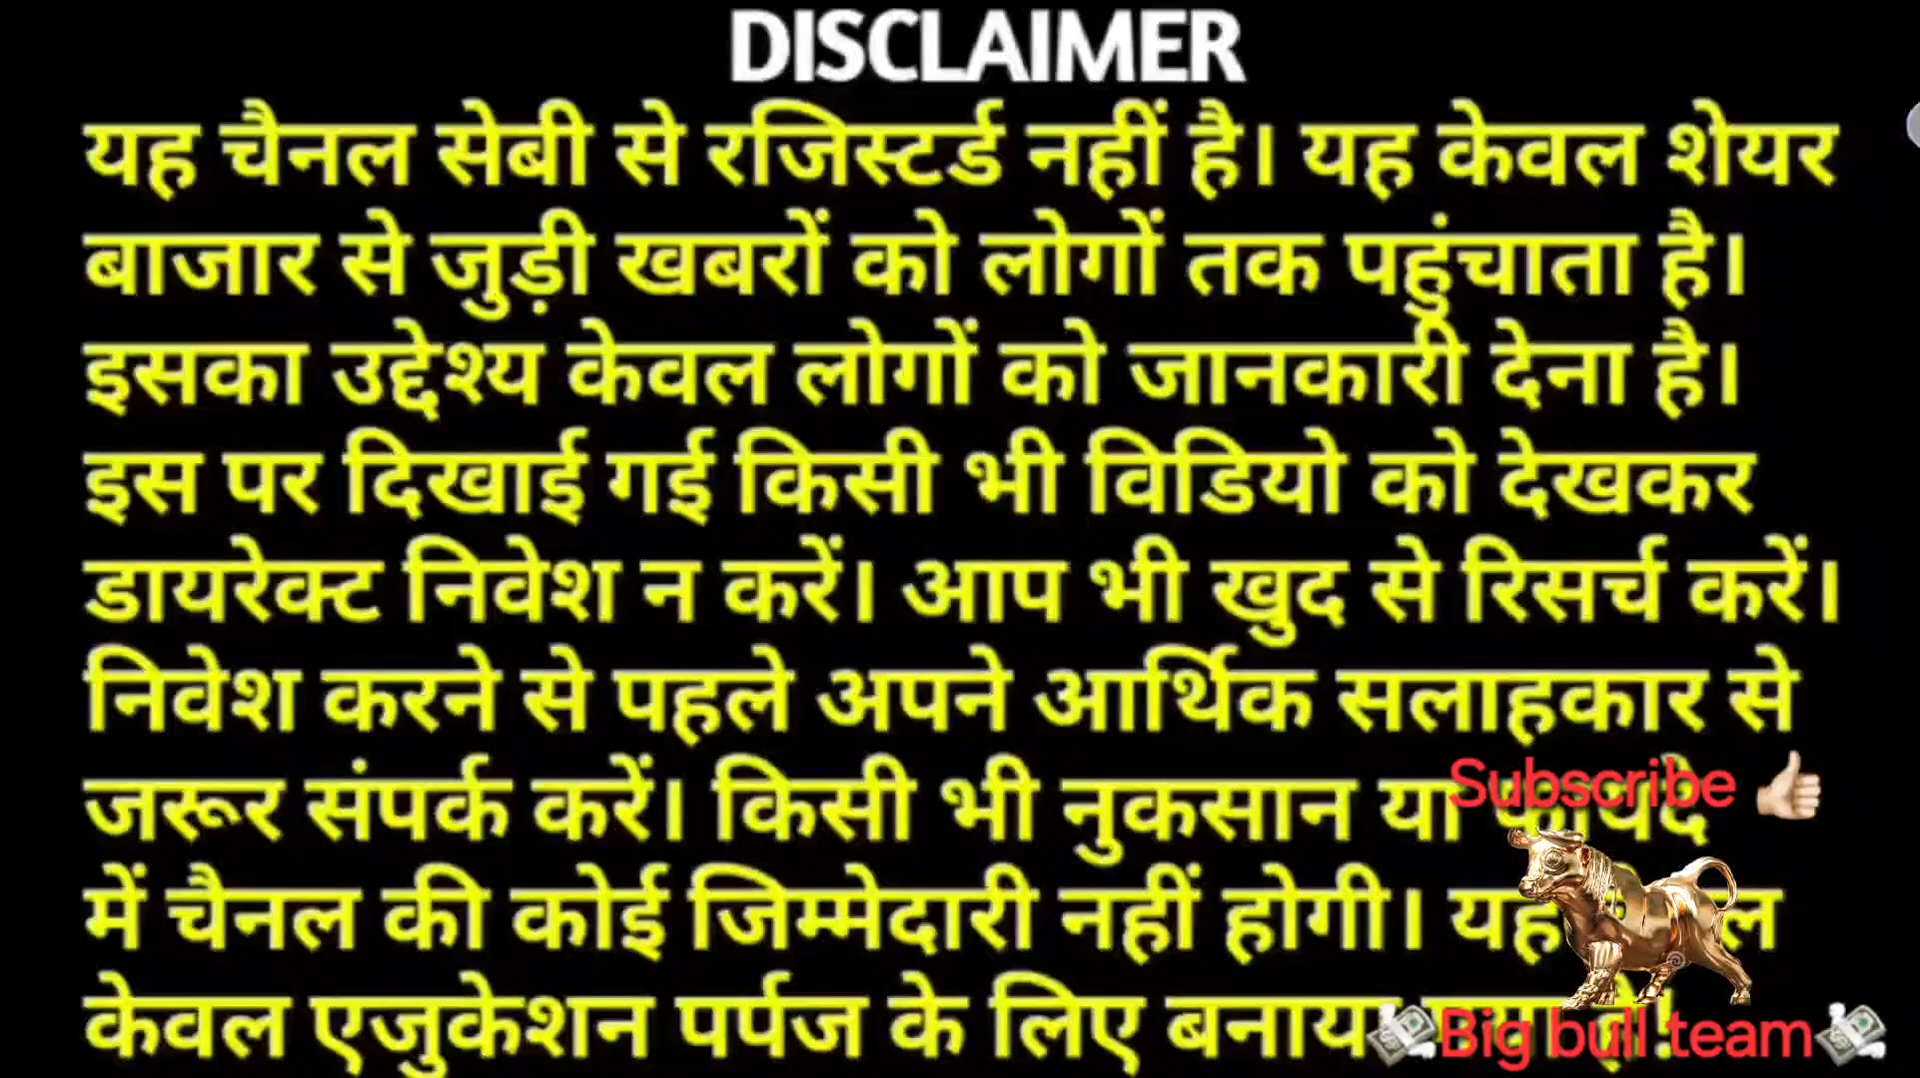 DISCLAIMER
यह चैनल सेबी से रजिस्टर्ड नहीं है। यह केवल शेयर
बाजार से जुड़ी खबरों को लोगों तक पहुंचाता है।
इसका उद्देश्य केवल लोगों को जानकारी देना है।
इस पर दिखाई गई किसी भी विडियो को देखकर
डायरेक्ट निवेश न करें। आप भी खुद से रिसर्च करें।
निवेश करने से पहले अपने आर्थिक सलाहकार से
जरूर संपर्क करें। किसी भी नुकसान या
Subscribe
में चैनल की कोई जिम्मेदारी नहीं होगी। यह
केवल एजुकेशन पर्पज के लिए
Big bull team